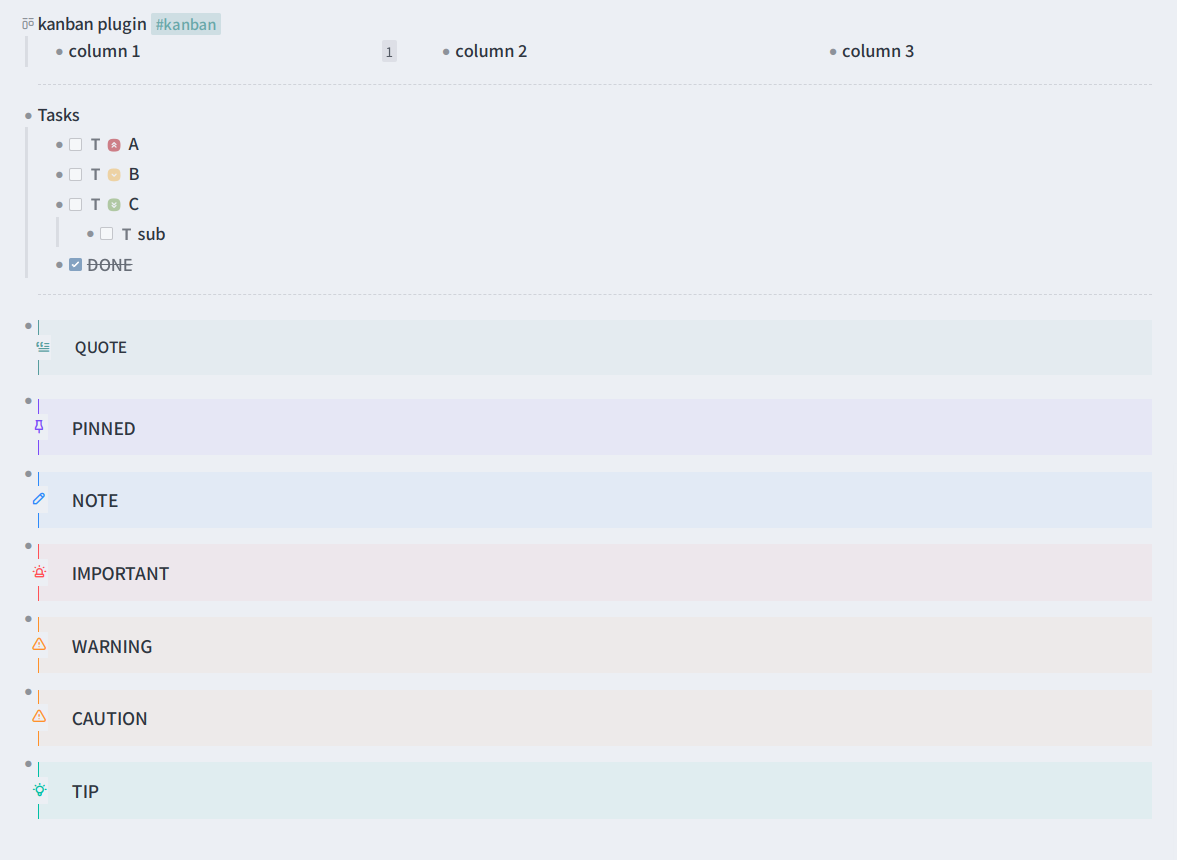 kanban plugin #kanban
column 1 1 column 2 column 3
Tasks
T A
T B
T C
T sub
DONE
QUOTE
PINNED
NOTE
IMPORTANT
WARNING
CAUTION
TIP